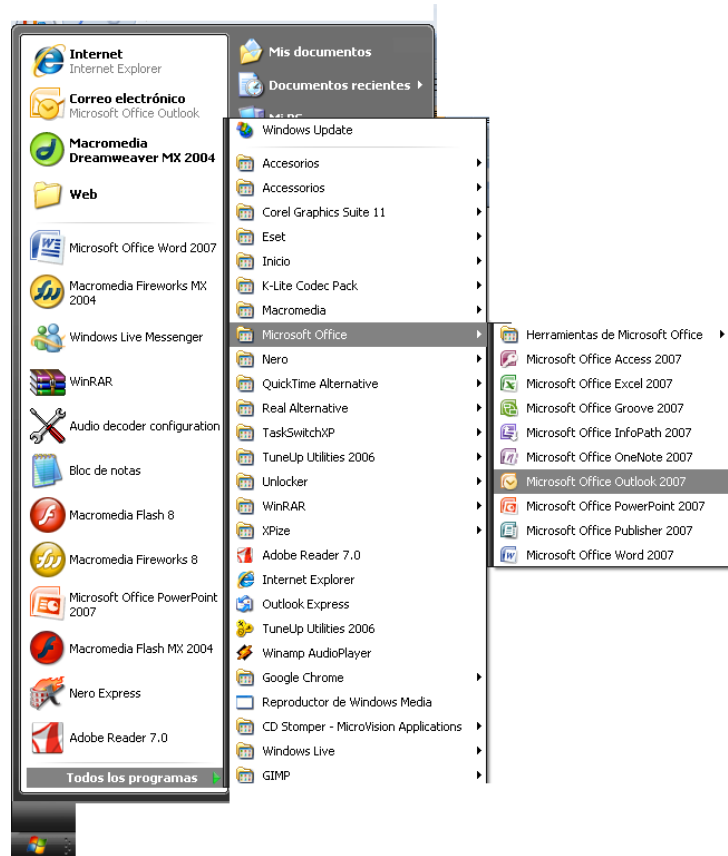 Internet
Internet Explorer
Correo electrónico
Microsoft Office Outlook
Macromedia
Dreamweaver MX 2004
Web
Microsoft Office Word 2007
Macromedia Fireworks MX
2004
Windows Live Messenger
WinRAR
Audio decoder configuration
Bloc de notas
Macromedia Flash 8
Macromedia Fireworks 8
Microsoft Office PowerPoint
2007
Macromedia Flash MX 2004
Nero Express
Adobe Reader 7.0
Todos los programas
Mis documentos
Documentos recientes
Mi PC
Windows Update
Accesorios
Accessorios
Corel Graphics Suite 11
Eset
Inicio
K-Lite Codec Pack
Macromedia
Microsoft Office
Nero
QuickTime Alternative
Real Alternative
TaskSwitchXP
TuneUp Utilities 2006
Unlocker
WinRAR
XPize
Adobe Reader 7.0
Internet Explorer
Outlook Express
TuneUp Utilities 2006
Winamp AudioPlayer
Google Chrome
Reproductor de Windows Media
CD Stomper - MicroVision Applications
Windows Live
GIMP
Herramientas de Microsoft Office
Microsoft Office Access 2007
Microsoft Office Excel 2007
Microsoft Office Groove 2007
Microsoft Office InfoPath 2007
Microsoft Office OneNote 2007
Microsoft Office Outlook 2007
Microsoft Office PowerPoint 2007
Microsoft Office Publisher 2007
Microsoft Office Word 2007